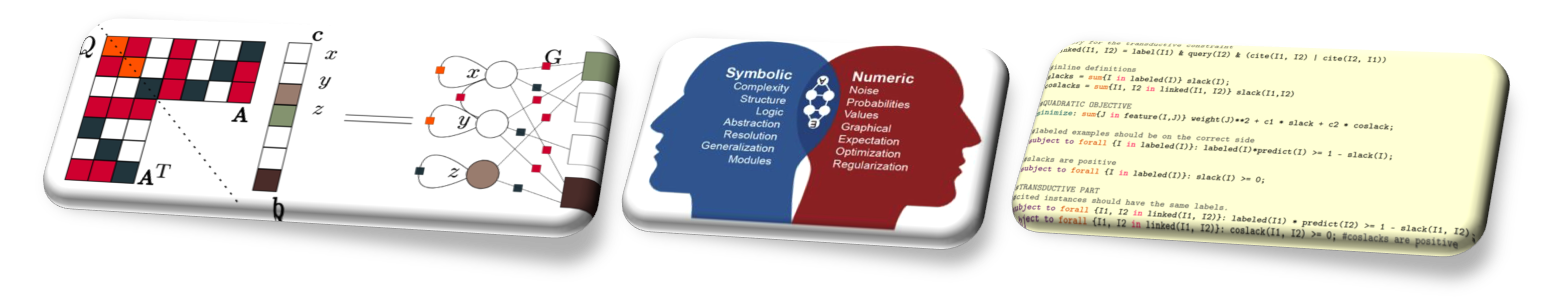 Q
A
A^T
c
x
y
z
b
x
y
z
G
Symbolic
Complexity
Structure
Logic
Abstraction
Resolution
Generalization
Modules
Numeric
Noise
Probabilities
Values
Graphical
Expectation
Optimization
Regularization
for the transductive constraint
inked(I1, I2) = label(I1) & query(I2) & (cite(I1, I2) | cite(I2, I1))
#inline definitions
slacks = sum{I in labeled(I)} slack(I);
coslacks = sum{I1, I2 in linked(I1, I2)} slack(I1,I2)
#QUADRATIC OBJECTIVE
minimize: sum{J in feature(I,J)} weight(J)**2 + c1 * slack + c2 * coslack;
#labeled examples should be on the correct side
subject to forall {I in labeled(I)}: labeled(I)*predict(I) >= 1 - slack(I);
#slacks are positive
subject to forall {I in labeled(I)}: slack(I) >= 0;
#TRANSDUCTIVE PART
#cited instances should have the same labels.
ubject to forall {I1, I2 in linked(I1, I2)}: labeled(I1) * predict(I2) >= 1 - slack(I1, I2);
bject to forall {I1, I2 in linked(I1, I2)}: coslack(I1, I2) >= 0; #coslacks are positive